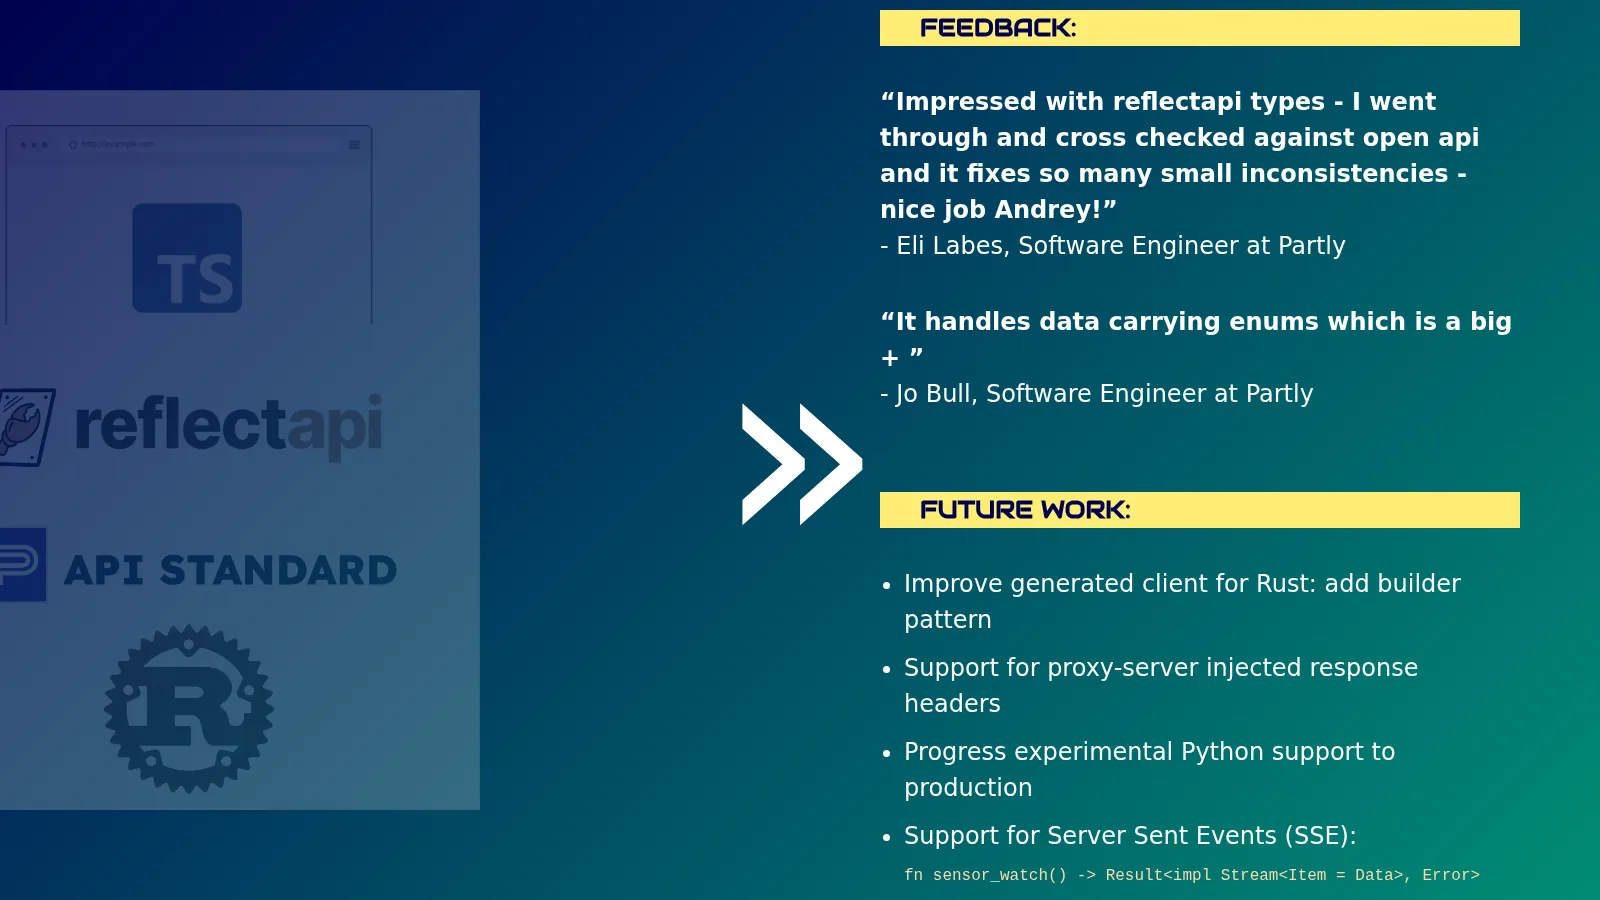 http://example.com
TS
reflectapi
API STANDARD
R
FEEDBACK:
“Impressed with reflectapi types - I went
through and cross checked against open api
and it fixes so many small inconsistencies -
nice job Andrey!”
- Eli Labes, Software Engineer at Partly
“It handles data carrying enums which is a big
+ ”
- Jo Bull, Software Engineer at Partly
FUTURE WORK:
• Improve generated client for Rust: add builder
pattern
• Support for proxy-server injected response
headers
• Progress experimental Python support to
production
• Support for Server Sent Events (SSE):
fn sensor_watch() -> Result<impl Stream<Item = Data>, Error>